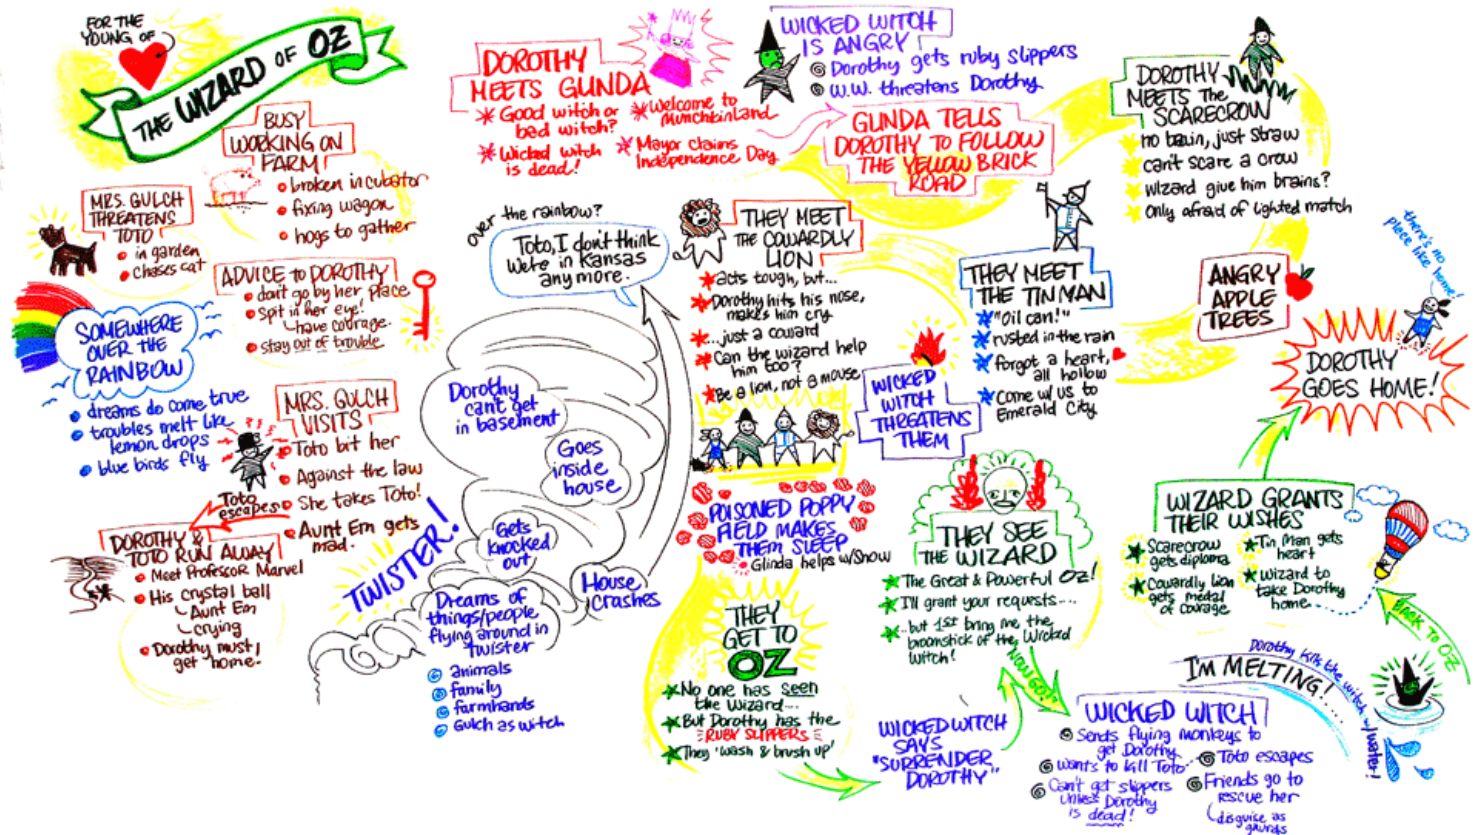 FOR THE
YOUNG OF
THE WIZARD OF OZ
BUSY
WORKING ON
FARM!
broken incubator
fixing wagon
hogs to gather
MRS. GULCH
THREATENS
TOTO
in garden
chases cat
ADVICE to DOROTHY
don't go by her place
spit in her eye!
have courage.
stay out of trouble
SOMEWHERE
OVER THE
RAINBOW
dreams do come true
troubles melt like
lemon drops
blue birds fly
MRS. GULCH
VISITS
Toto bit her
Against the law
She takes Toto!
Aunt Em gets
mad.
Toto
escapes
DOROTHY &
TOTO RUN AWAY
Meet Professor Marvel
His crystal ball
Aunt Em
crying
Dorothy must
get home!
TWISTER!
Dorothy
can't get
in basement
Goes
inside
house
Gets
knocked
out
Dreams of
things/people
flying around in
twister
animals
family
farmhands
Gulch as witch
House
crashes
over the rainbow?
Toto, I don't think
we're in Kansas
any more.
DOROTHY
MEETS GLINDA
Good witch or
bad witch?
Wicked witch
is dead!
Welcome to
Munchkinland
Mayor claims
Independence Day
WICKED WITCH
IS ANGRY
Dorothy gets ruby slippers
W.W. threatens Dorothy
GLINDA TELLS
DOROTHY TO FOLLOW
THE YELLOW BRICK
ROAD
DOROTHY
MEETS The
SCARECROW
no brain, just straw
can't scare a crow
wizard give him brains?
Only afraid of lighted match
ANGRY
APPLE
TREES
THEY MEET
THE TIN MAN
"Oil can!"
rusted in the rain
forgot a heart,
all hollow
Come w/ us to
Emerald City
THEY MEET
THE COWARDLY
LION
acts tough, but...
Dorothy hits his nose,
makes him cry
...just a coward
Can the wizard help
him too?
Be a lion, not a mouse
WICKED
WITCH
THREATENS
THEM
POISONED POPPY
FIELD MAKES
THEM SLEEP
Glinda helps w/snow
THEY
GET TO
OZ
No one has seen
the Wizard...
But Dorothy has the
RUBY SLIPPERS
They 'wash & brush up'
WICKED WITCH
SAYS
"SURRENDER
DOROTHY"
THEY SEE
THE WIZARD
The Great & Powerful OZ!
I'll grant your requests....
..but 1st bring me the
broomstick of the Wicked
Witch!
NOW GO!
WICKED WITCH
Sends flying monkeys to
get Dorothy
wants to kill Toto
Can't get slippers
unless Dorothy
is dead!
Toto escapes
Friends go to
rescue her
disguise as
guards
I'M MELTING!....
Dorothy kills the witch w/water!
BACK TO OZ
WIZARD GRANTS
THEIR WISHES
Scarecrow
gets diploma
Cowardly lion
gets medal
of courage
Tin Man gets
heart
Wizard to
take Dorothy
home
DOROTHY
GOES HOME!
there's no
place like home!